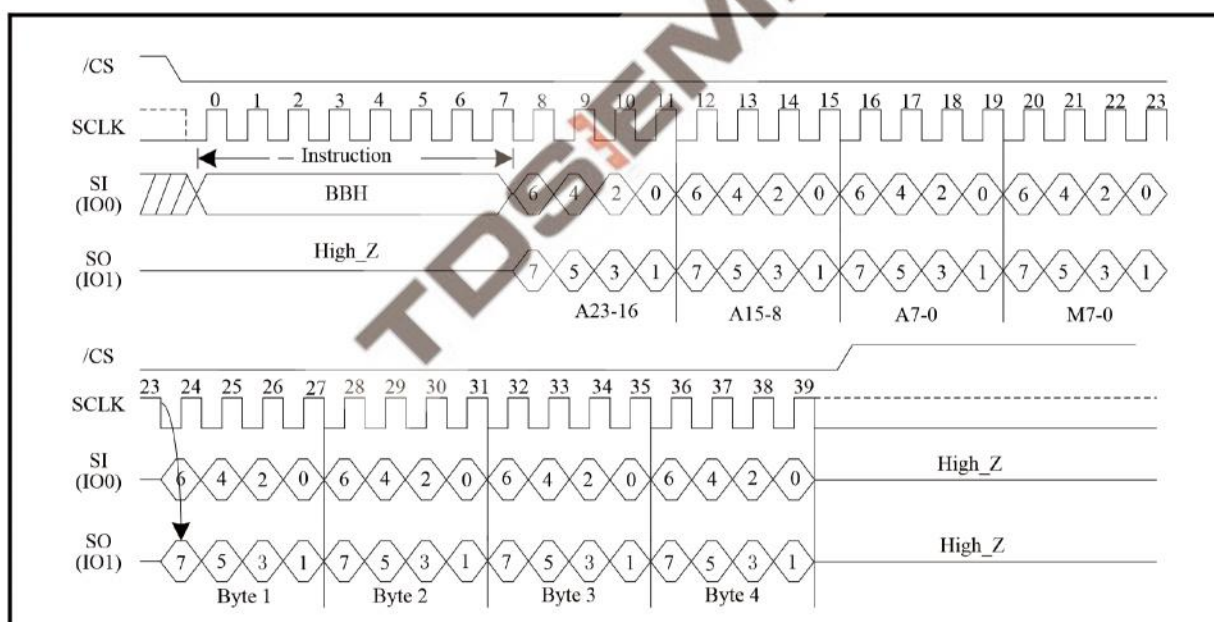 TDSEMI
/CS
0 1 2 3 4 5 6 7 8 9 10 11 12 13 14 15 16 17 18 19 20 21 22 23
SCLK
Instruction
SI
(IO0)
BBH
6 4 2 0 6 4 2 0 6 4 2 0 6 4 2 0
SO
(IO1)
High_Z
7 5 3 1 7 5 3 1 7 5 3 1 7 5 3 1
A23-16 A15-8 A7-0 M7-0
/CS
23 24 25 26 27 28 29 30 31 32 33 34 35 36 37 38 39
SCLK
SI
(IO0)
6 4 2 0 6 4 2 0 6 4 2 0 6 4 2 0
High_Z
SO
(IO1)
7 5 3 1 7 5 3 1 7 5 3 1 7 5 3 1
High_Z
Byte 1 Byte 2 Byte 3 Byte 4